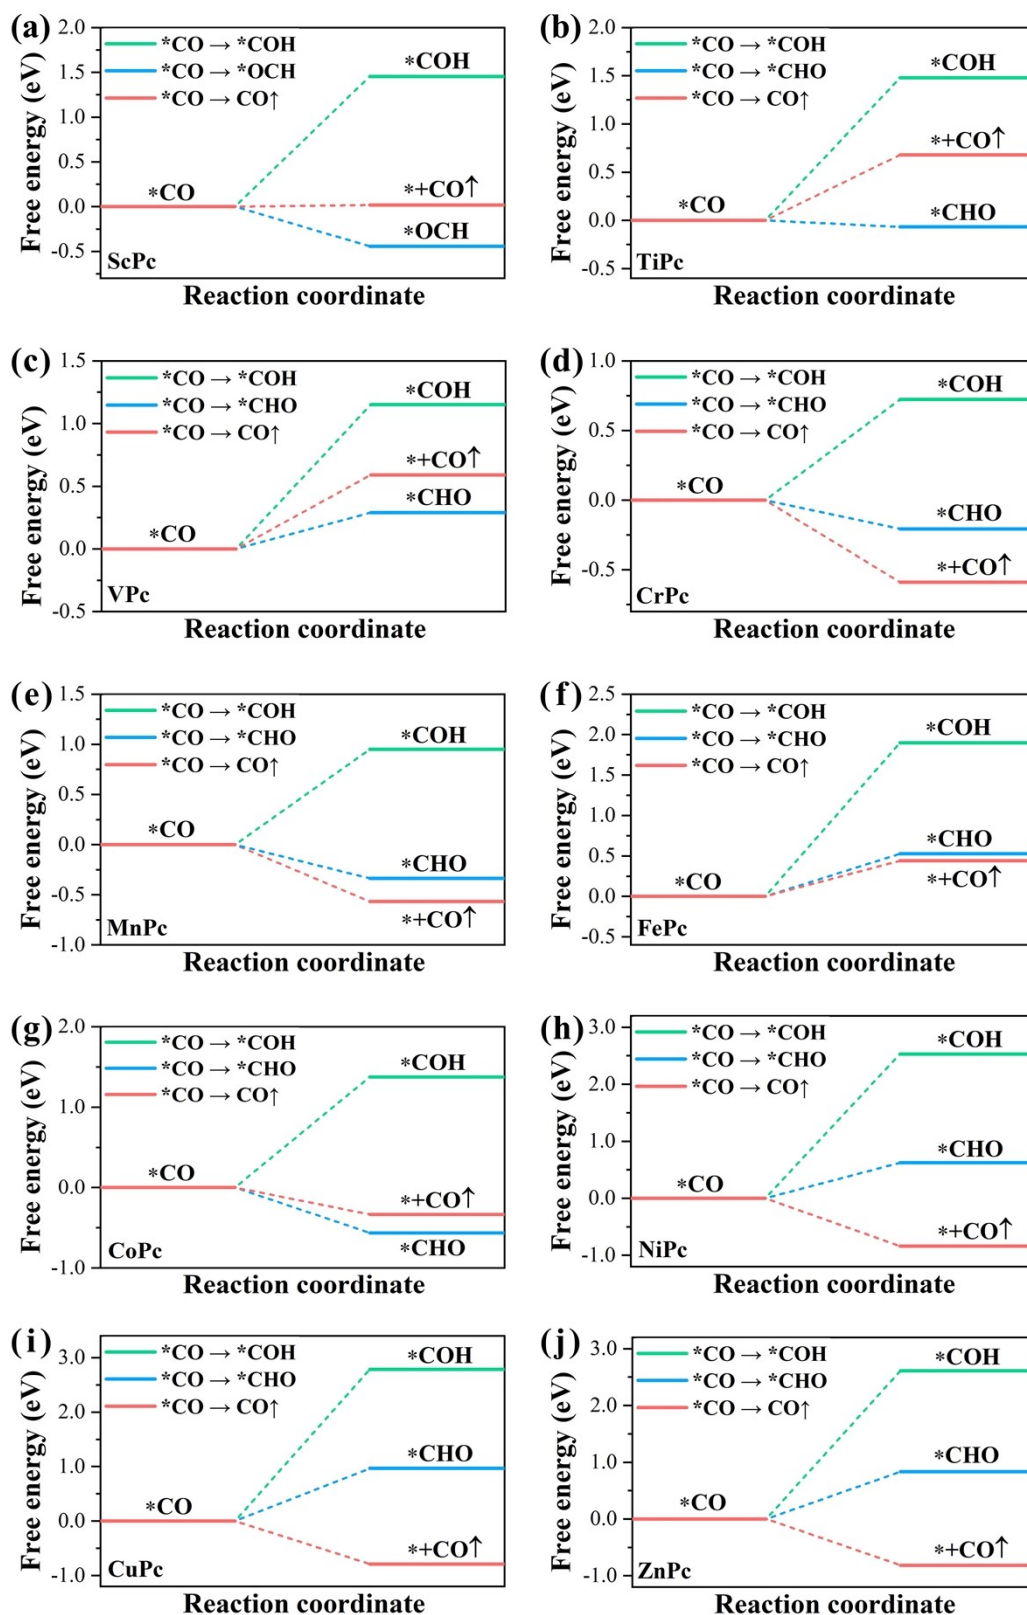 (a)
Free energy (eV)
2.0
1.5
1.0
0.5
0.0
-0.5
*CO → *COH
*CO → *OCH
*CO → CO↑
*COH
*CO
*+CO↑
*OCH
ScPc
Reaction coordinate
(b)
Free energy (eV)
2.0
1.5
1.0
0.5
0.0
-0.5
*CO → *COH
*CO → *CHO
*CO → CO↑
*COH
*+CO↑
*CO
*CHO
TiPc
Reaction coordinate
(c)
Free energy (eV)
1.5
1.0
0.5
0.0
-0.5
*CO → *COH
*CO → *CHO
*CO → CO↑
*COH
*+CO↑
*CHO
*CO
VPc
Reaction coordinate
(d)
Free energy (eV)
1.0
0.5
0.0
-0.5
*CO → *COH
*CO → *CHO
*CO → CO↑
*COH
*CO
*CHO
*+CO↑
CrPc
Reaction coordinate
(e)
Free energy (eV)
1.5
1.0
0.5
0.0
-0.5
-1.0
*CO → *COH
*CO → *CHO
*CO → CO↑
*COH
*CO
*CHO
*+CO↑
MnPc
Reaction coordinate
(f)
Free energy (eV)
2.5
2.0
1.5
1.0
0.5
0.0
-0.5
*CO → *COH
*CO → *CHO
*CO → CO↑
*COH
*CHO
*+CO↑
*CO
FePc
Reaction coordinate
(g)
Free energy (eV)
2.0
1.0
0.0
-1.0
*CO → *COH
*CO → *CHO
*CO → CO↑
*COH
*CO
*+CO↑
*CHO
CoPc
Reaction coordinate
(h)
Free energy (eV)
3.0
2.0
1.0
0.0
-1.0
*CO → *COH
*CO → *CHO
*CO → CO↑
*COH
*CHO
*CO
*+CO↑
NiPc
Reaction coordinate
(i)
Free energy (eV)
3.0
2.0
1.0
0.0
-1.0
*CO → *COH
*CO → *CHO
*CO → CO↑
*COH
*CHO
*CO
*+CO↑
CuPc
Reaction coordinate
(j)
Free energy (eV)
3.0
2.0
1.0
0.0
-1.0
*CO → *COH
*CO → *CHO
*CO → CO↑
*COH
*CHO
*CO
*+CO↑
ZnPc
Reaction coordinate